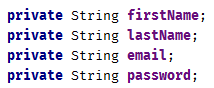 private String firstName;
private String lastName;
private String email;
private String password;